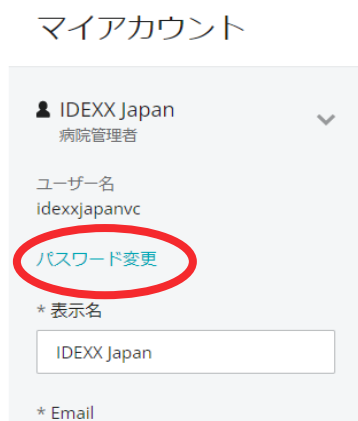 マイアカウント
IDEXX Japan
病院管理者
ユーザー名
idexxjapanvc
パスワード変更
* 表示名
IDEXX Japan
* Email